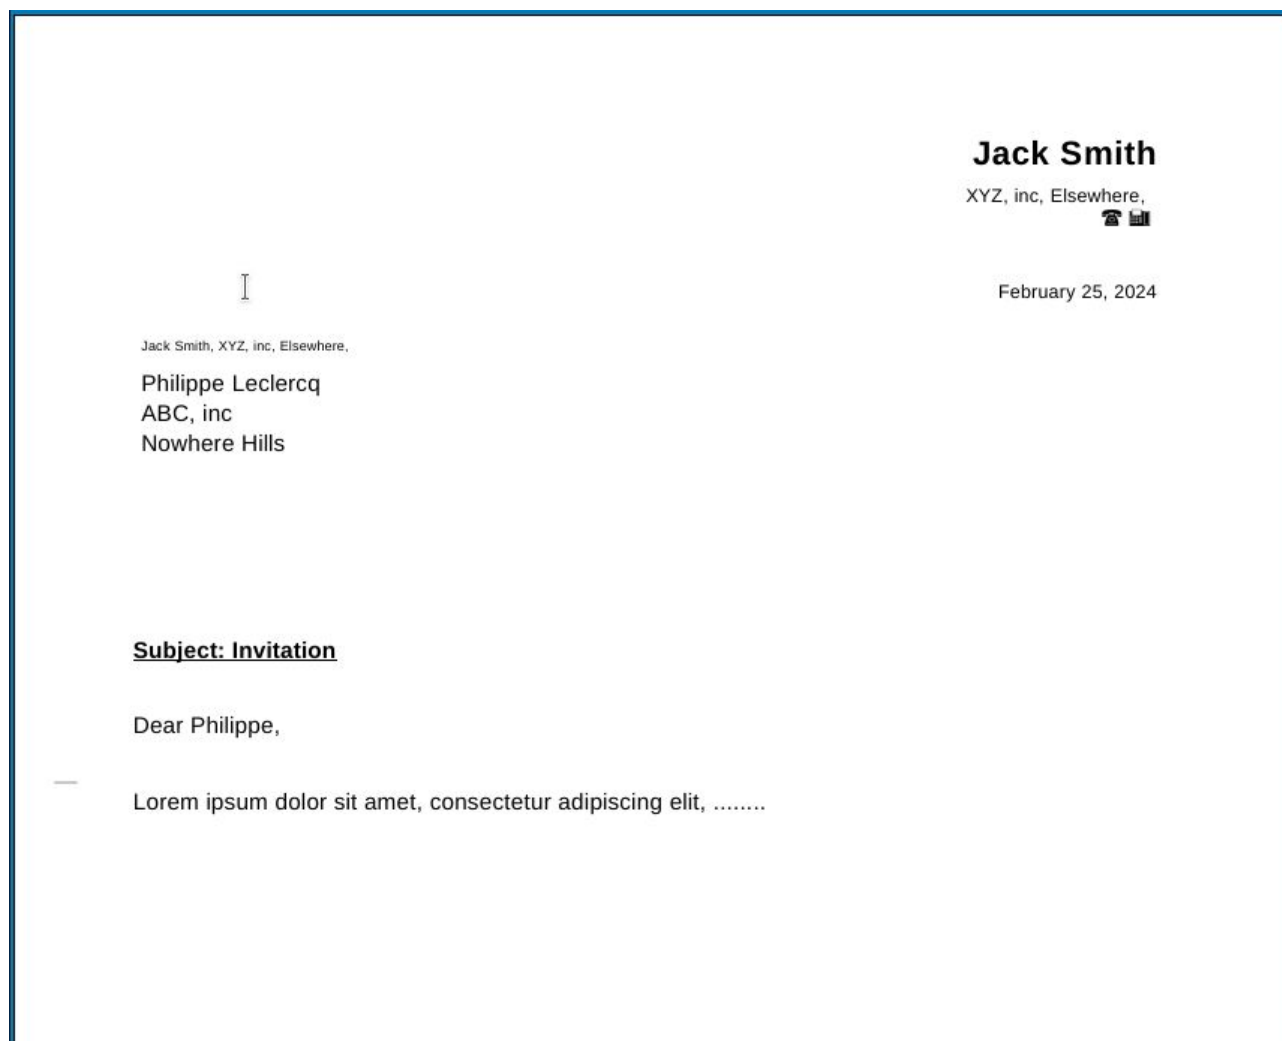 Jack Smith
XYZ, inc, Elsewhere,
February 25, 2024
Jack Smith, XYZ, inc, Elsewhere,
Philippe Leclercq
ABC, inc
Nowhere Hills
Subject: Invitation
Dear Philippe,
Lorem ipsum dolor sit amet, consectetur adipiscing elit, ........